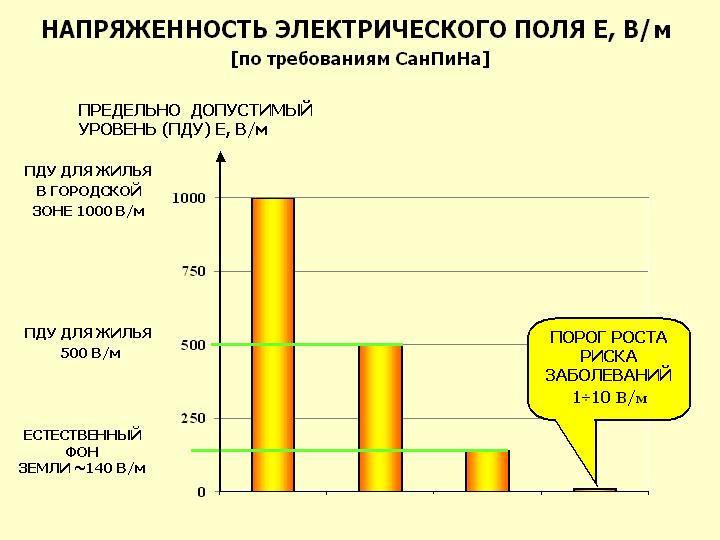 НАПРЯЖЕННОСТЬ ЭЛЕКТРИЧЕСКОГО ПОЛЯ Е, В/м
[по требованиям СанПиНа]
ПРЕДЕЛЬНО ДОПУСТИМЫЙ
УРОВЕНЬ (ПДУ) Е, В/м
ПДУ ДЛЯ ЖИЛЬЯ
В ГОРОДСКОЙ
ЗОНЕ 1000 В/м
1000
750
ПДУ ДЛЯ ЖИЛЬЯ
500 В/м
500
ПОРОГ РОСТА
РИСКА
ЗАБОЛЕВАНИЙ
1÷10 В/м
250
ЕСТЕСТВЕННЫЙ
ФОН
ЗЕМЛИ ~140 В/м
0